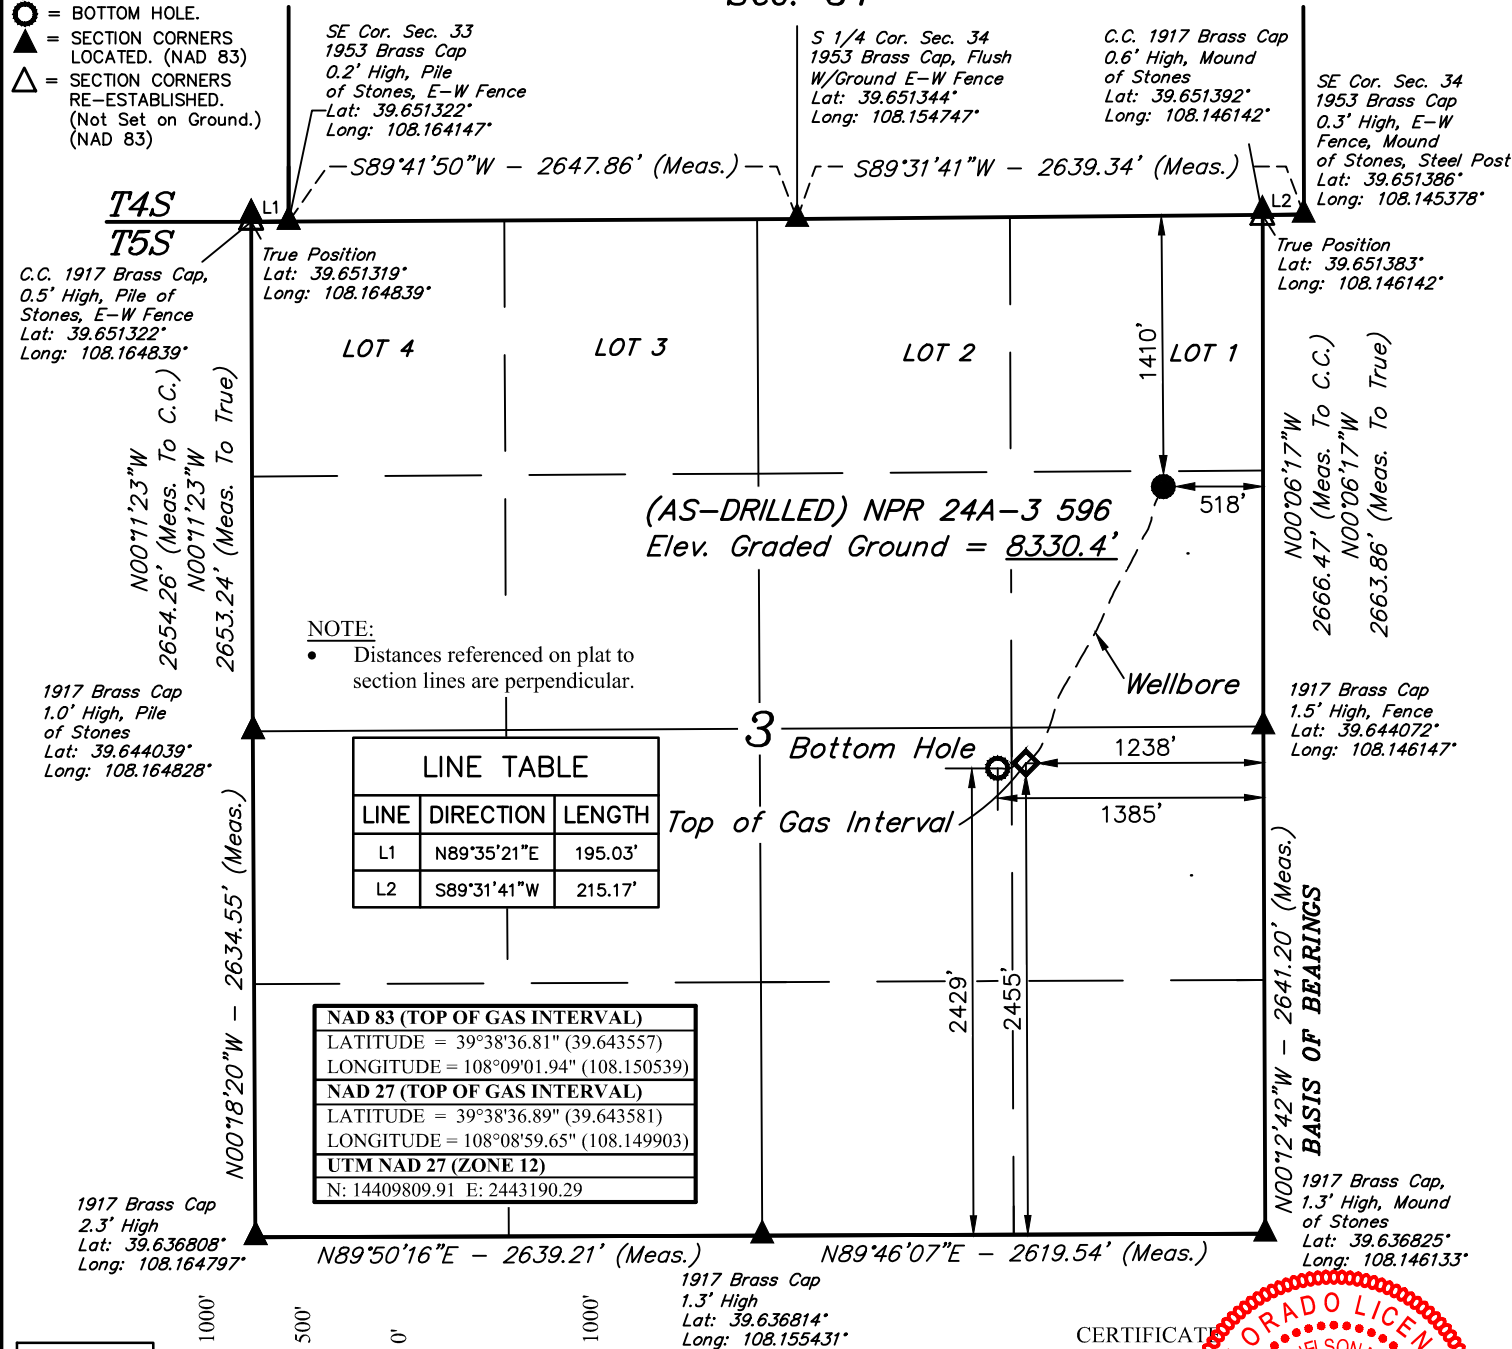 = BOTTOM HOLE.
= SECTION CORNERS
LOCATED. (NAD 83)
= SECTION CORNERS
RE-ESTABLISHED.
(Not Set on Ground.)
(NAD 83)
SE Cor. Sec. 33
1953 Brass Cap
0.2' High, Pile
of Stones, E-W Fence
Lat: 39.651322°
Long: 108.164147°
S 1/4 Cor. Sec. 34
1953 Brass Cap, Flush
W/Ground E-W Fence
Lat: 39.651344°
Long: 108.154747°
C.C. 1917 Brass Cap
0.6' High, Mound
of Stones
Lat: 39.651392°
Long: 108.146142°
SE Cor. Sec. 34
1953 Brass Cap
0.3' High, E-W
Fence, Mound
of Stones, Steel Post
Lat: 39.651386°
Long: 108.145378°
S89°41'50"W - 2647.86' (Meas.)
S89°31'41"W - 2639.34' (Meas.)
T4S
T5S
L1
L2
C.C. 1917 Brass Cap,
0.5' High, Pile of
Stones, E-W Fence
Lat: 39.651322°
Long: 108.164839°
True Position
Lat: 39.651319°
Long: 108.164839°
True Position
Lat: 39.651383°
Long: 108.146142°
LOT 4
LOT 3
LOT 2
LOT 1
1410'
518'
N00°11'23"W
2654.26' (Meas. To C.C.)
N00°11'23"W
2653.24' (Meas. To True)
N00°06'17"W
2666.47' (Meas. To C.C.)
N00°06'17"W
2663.86' (Meas. To True)
(AS-DRILLED) NPR 24A-3 596
Elev. Graded Ground = 8330.4'
NOTE:
• Distances referenced on plat to
section lines are perpendicular.
Wellbore
1917 Brass Cap
1.0' High, Pile
of Stones
Lat: 39.644039°
Long: 108.164828°
1917 Brass Cap
1.5' High, Fence
Lat: 39.644072°
Long: 108.146147°
3
Bottom Hole
1238'
1385'
Top of Gas Interval
LINE TABLE
LINE DIRECTION LENGTH
L1 N89°35'21"E 195.03'
L2 S89°31'41"W 215.17'
N00°18'20"W - 2634.55' (Meas.)
2429'
2455'
N00°12'42"W - 2641.20' (Meas.)
BASIS OF BEARINGS
NAD 83 (TOP OF GAS INTERVAL)
LATITUDE = 39°38'36.81" (39.643557)
LONGITUDE = 108°09'01.94" (108.150539)
NAD 27 (TOP OF GAS INTERVAL)
LATITUDE = 39°38'36.89" (39.643581)
LONGITUDE = 108°08'59.65" (108.149903)
UTM NAD 27 (ZONE 12)
N: 14409809.91 E: 2443190.29
1917 Brass Cap
2.3' High
Lat: 39.636808°
Long: 108.164797°
N89°50'16"E - 2639.21' (Meas.)
N89°46'07"E - 2619.54' (Meas.)
1917 Brass Cap,
1.3' High, Mound
of Stones
Lat: 39.636825°
Long: 108.146133°
1917 Brass Cap
1.3' High
Lat: 39.636814°
Long: 108.155431°
1000'
500'
0'
1000'
CERTIFICATE
ORADO LICEN